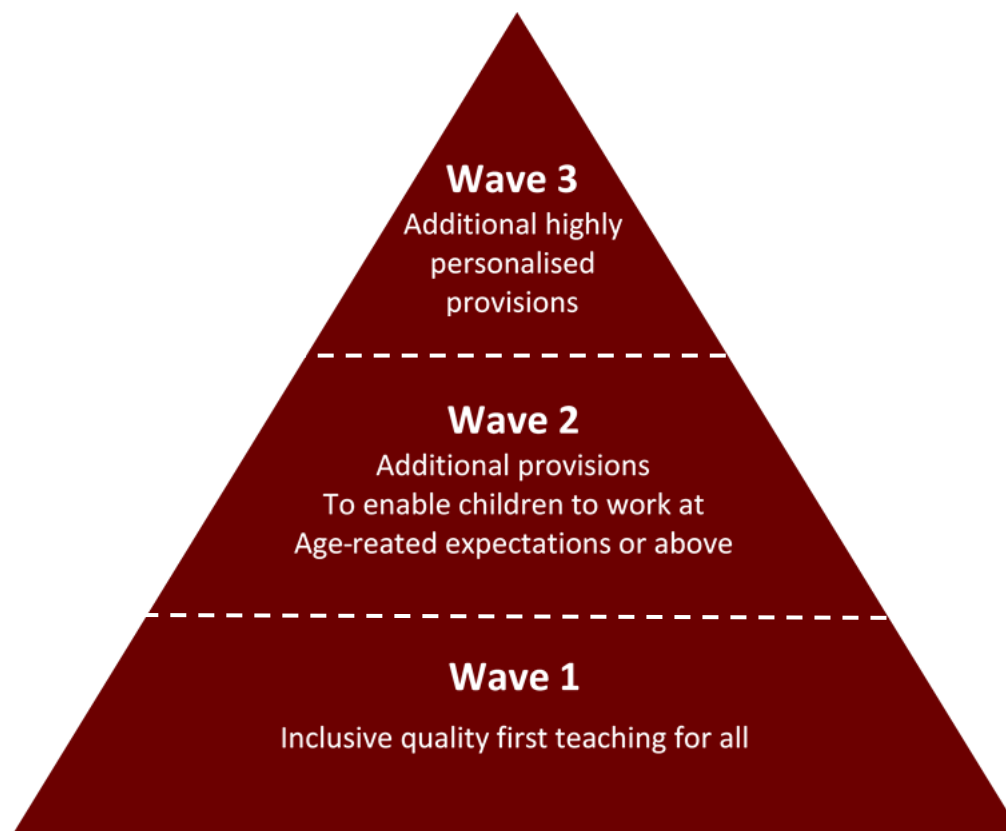 Wave 3
Additional highly
personalised
provisions
Wave 2
Additional provisions
To enable children to work at
Age-reated expectations or above
Wave 1
Inclusive quality first teaching for all